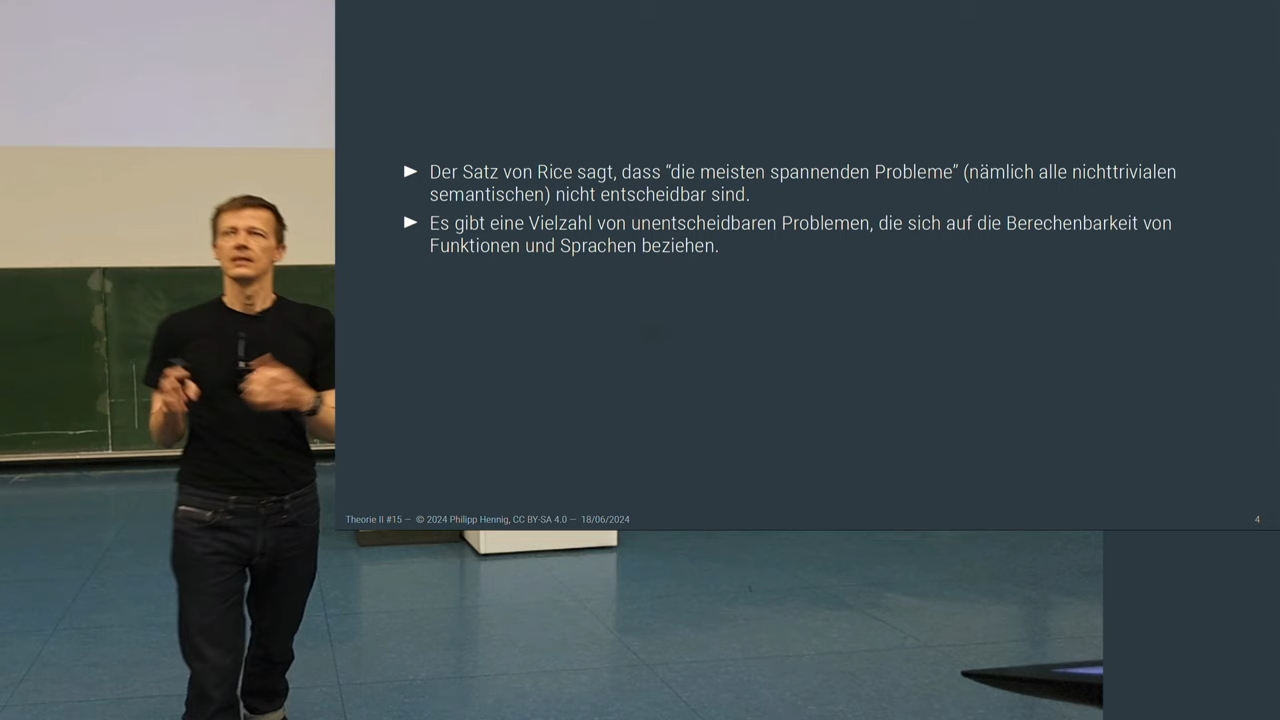 ► Der Satz von Rice sagt, dass “die meisten spannenden Probleme” (nämlich alle nichttrivialen
semantischen) nicht entscheidbar sind.
► Es gibt eine Vielzahl von unentscheidbaren Problemen, die sich auf die Berechenbarkeit von
Funktionen und Sprachen beziehen.
Theorie II #15 — © 2024 Philipp Hennig, CC BY-SA 4.0 — 18/06/2024
4